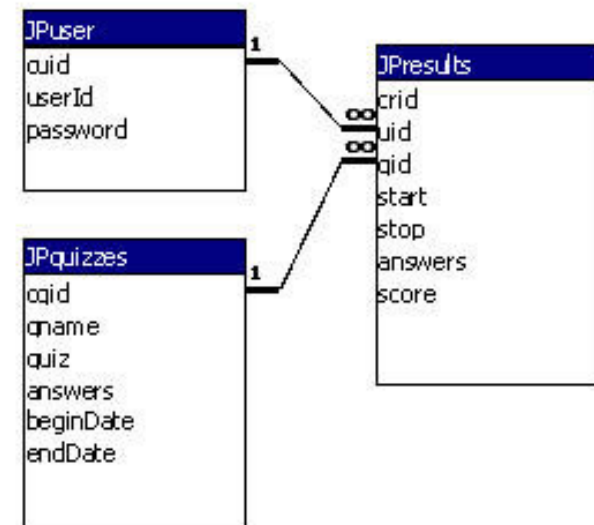 JPuser
cuid
userId
password
1
JPquizzes
cqid
qname
quiz
answers
beginDate
endDate
1
JPresults
crid
∞
uid
∞
qid
start
stop
answers
score